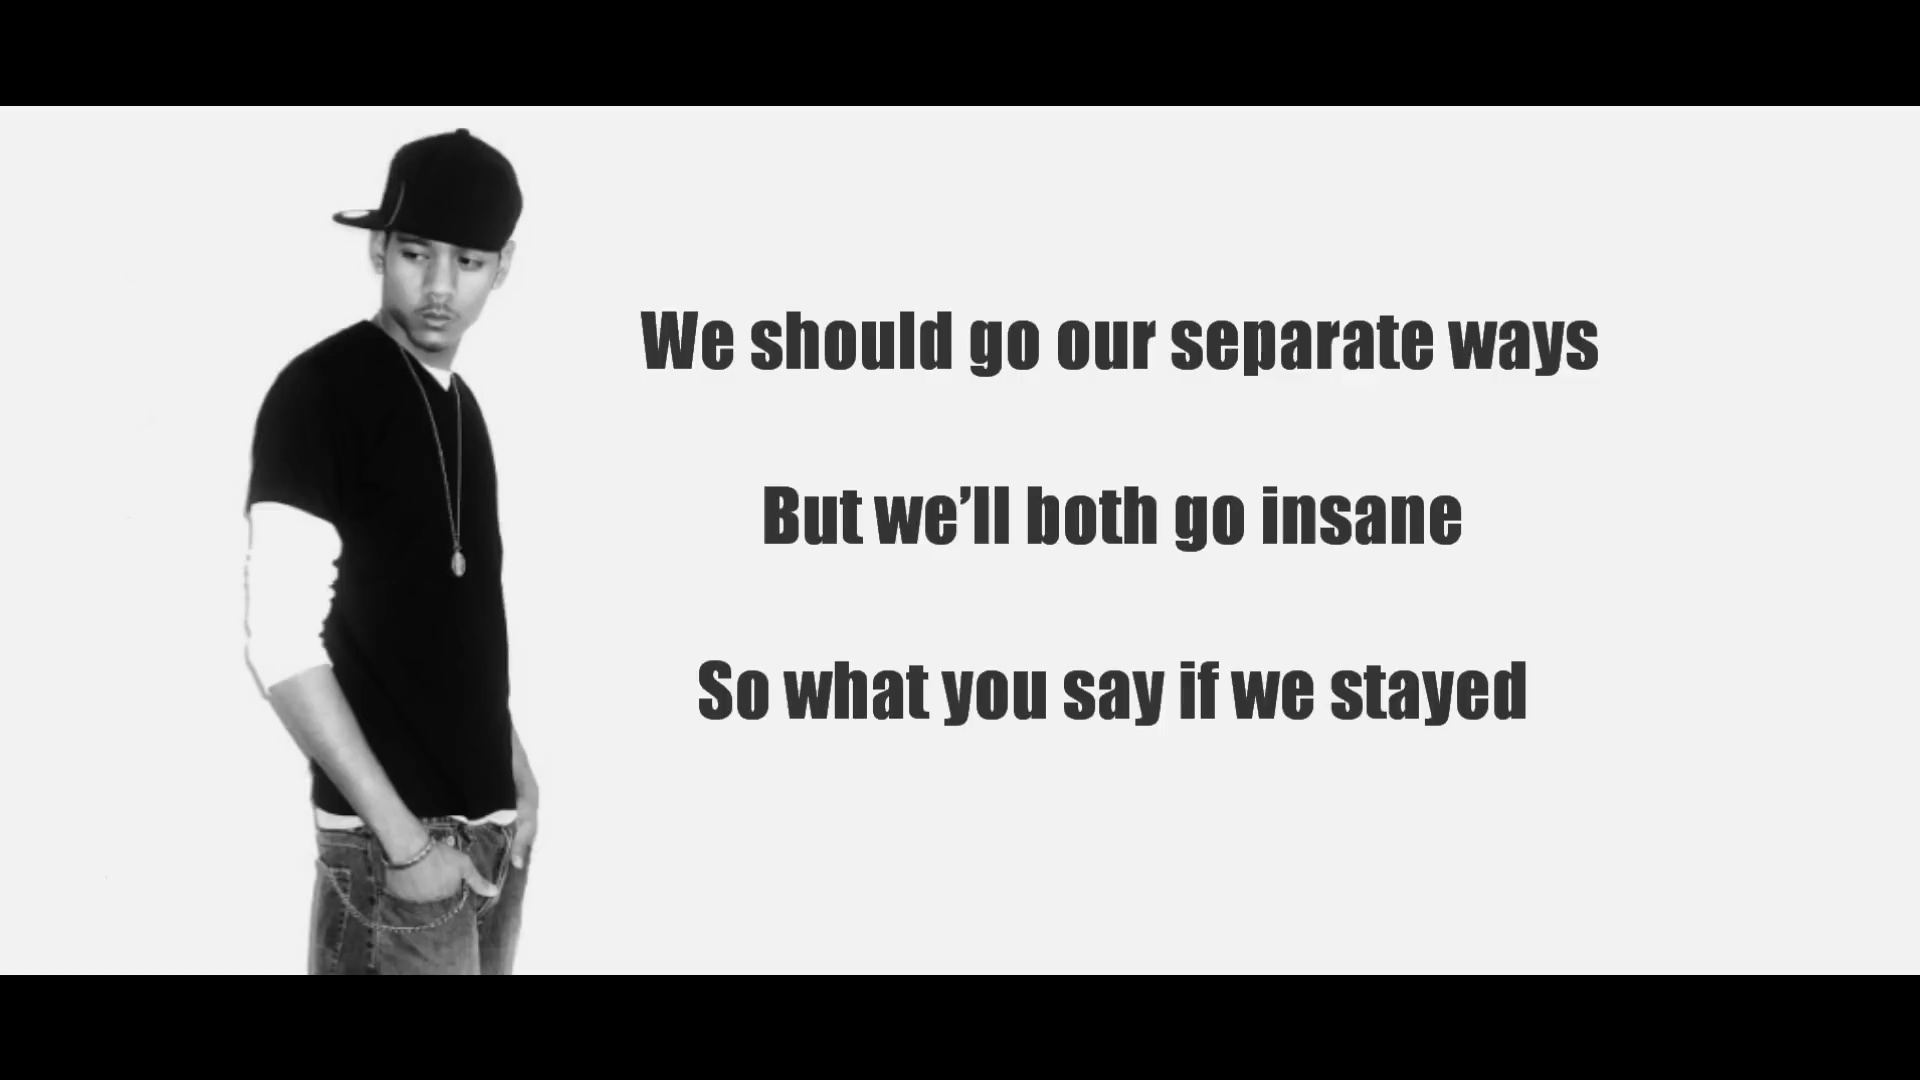 We should go our separate ways
But we’ll both go insane
So what you say if we stayed